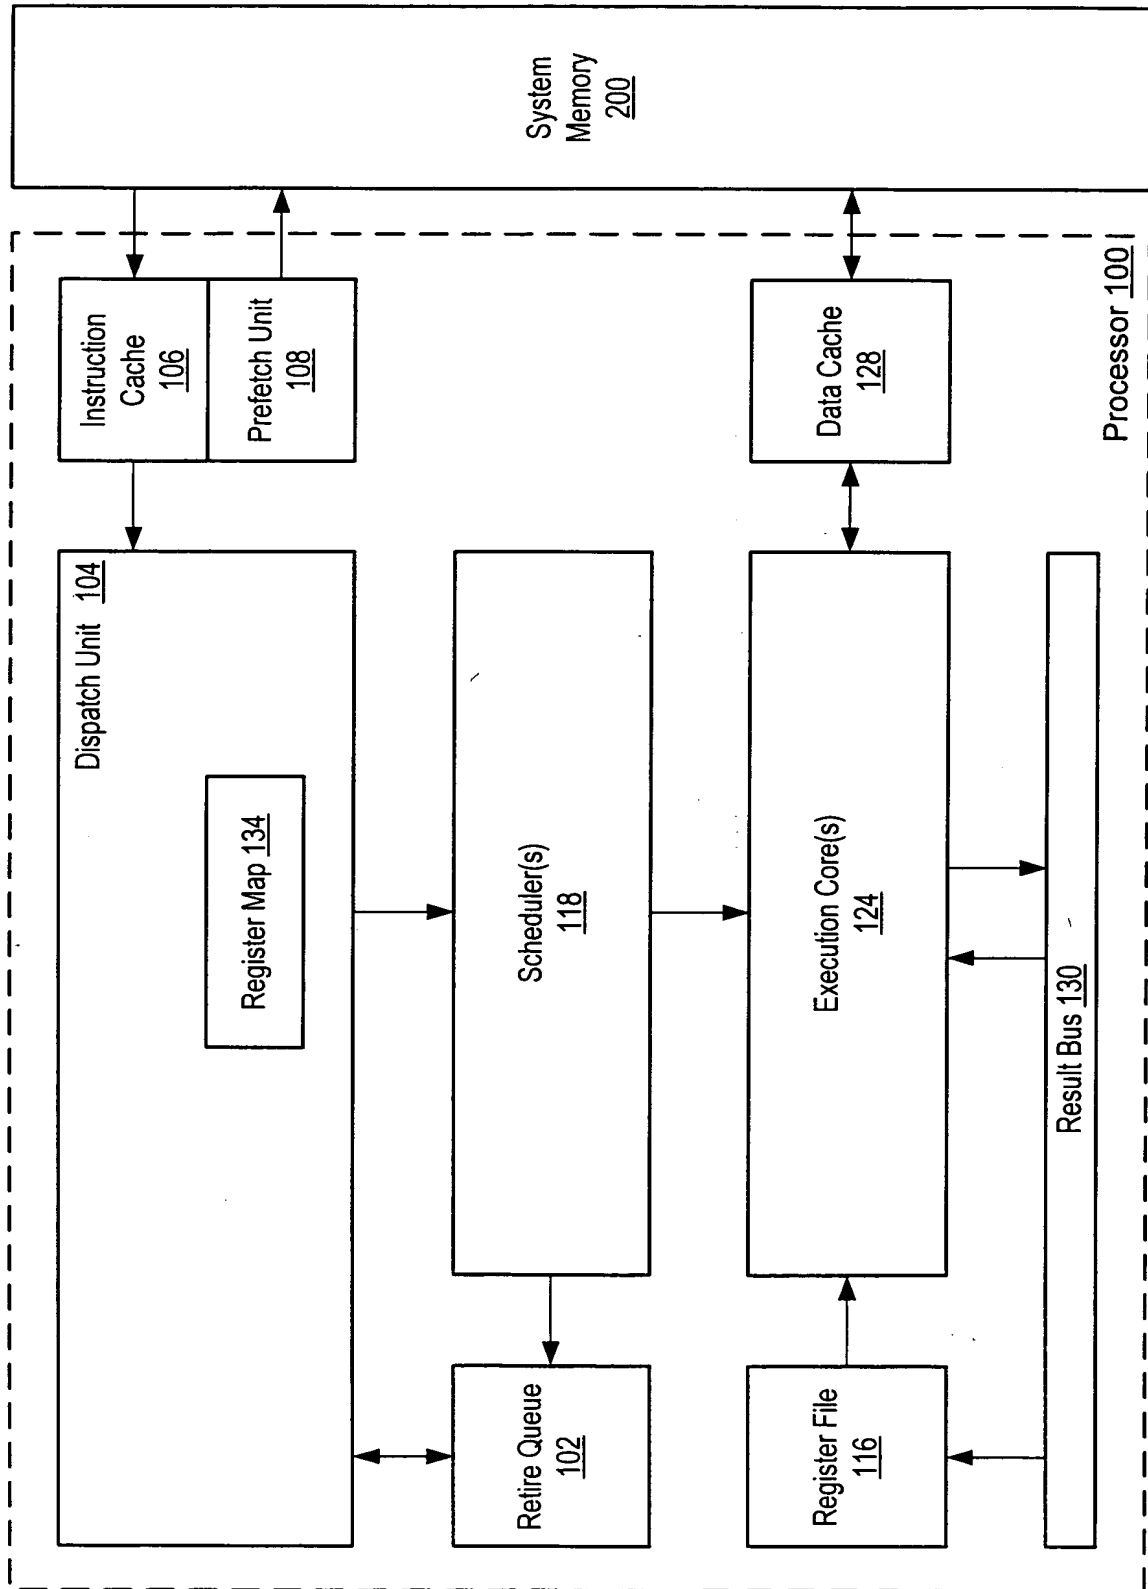 System
Memory
200
Instruction
Cache
106
Prefetch Unit
108
Data Cache
128
Processor 100
Dispatch Unit 104
Register Map 134
Scheduler(s)
118
Execution Core(s)
124
Result Bus 130
Retire Queue
102
Register File
116